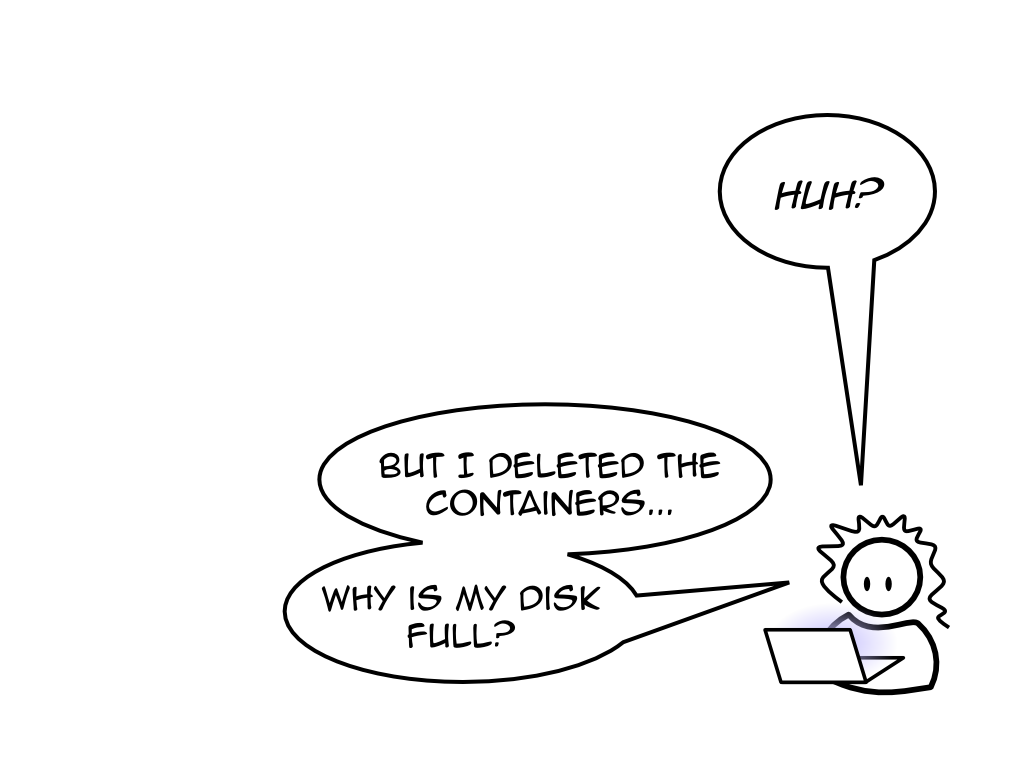 HUH?
BUT I DELETED THE
CONTAINERS...
WHY IS MY DISK
FULL?